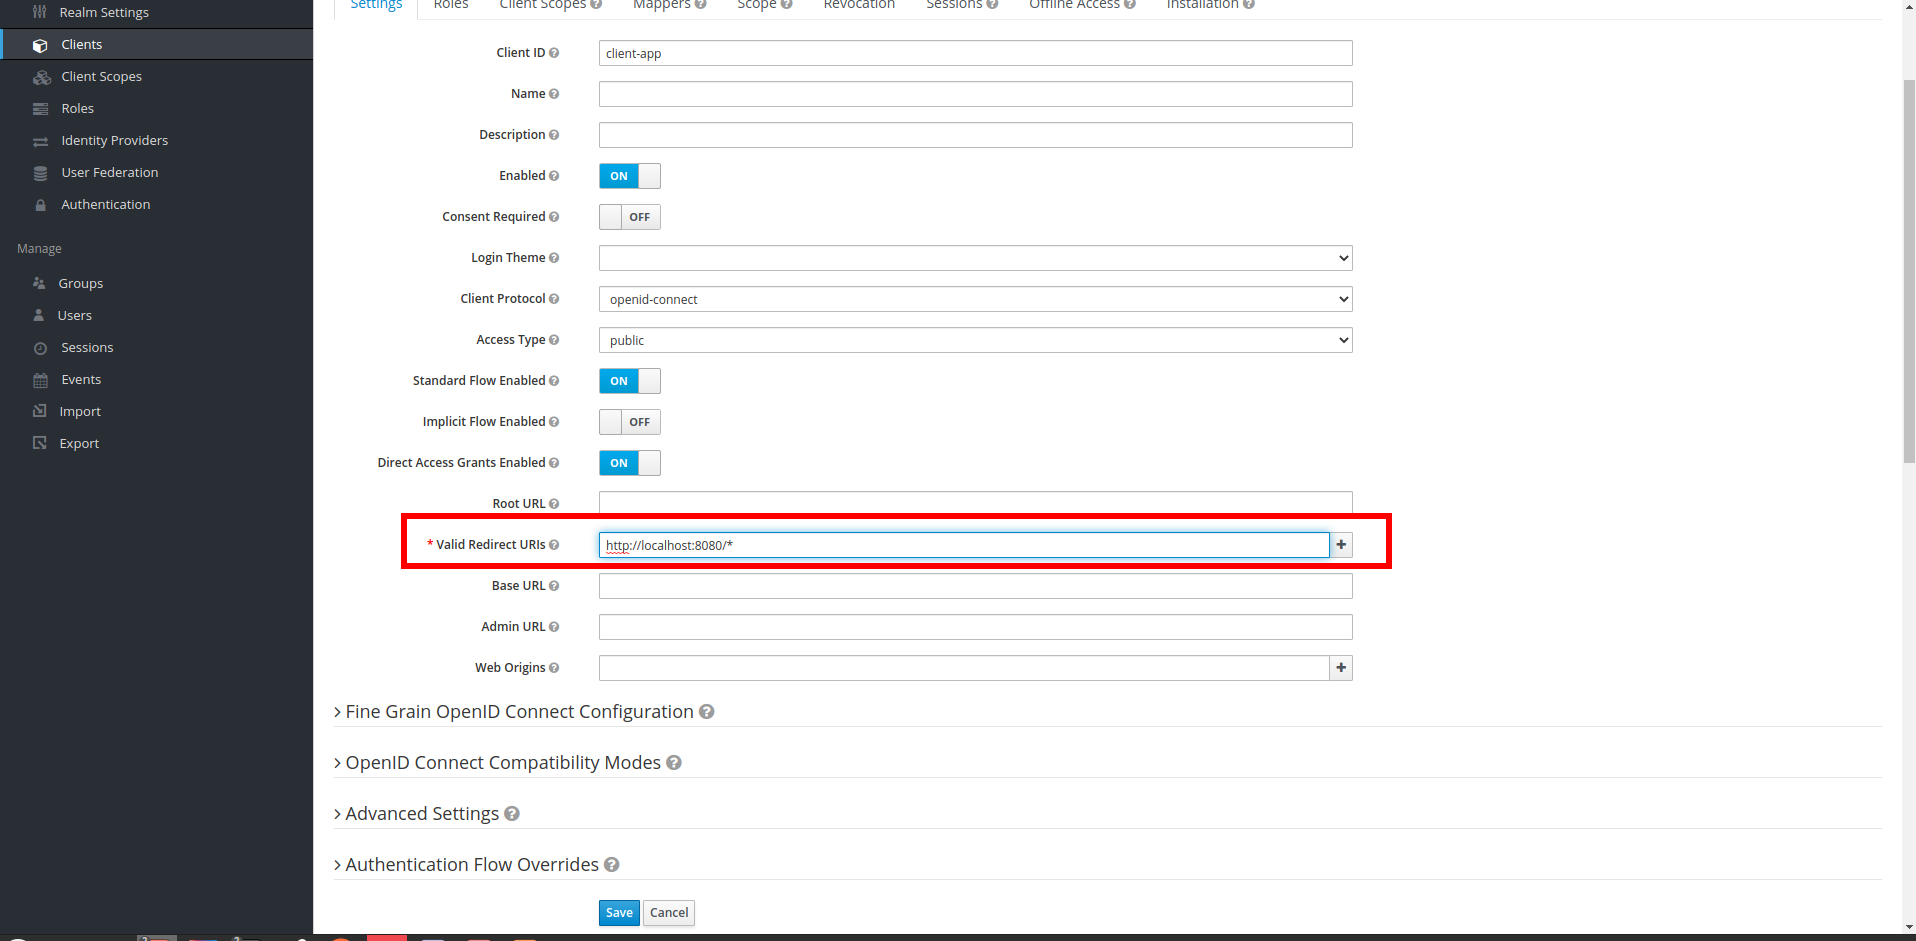 Realm Settings
Clients
Client Scopes
Roles
Identity Providers
User Federation
Authentication
Manage
Groups
Users
Sessions
Events
Import
Export
Settings Roles Client Scopes Mappers Scope Revocation Sessions Offline Access Installation
Client ID client-app
Name
Description
Enabled ON
Consent Required OFF
Login Theme
Client Protocol openid-connect
Access Type public
Standard Flow Enabled ON
Implicit Flow Enabled OFF
Direct Access Grants Enabled ON
Root URL
* Valid Redirect URIs http://localhost:8080/* +
Base URL
Admin URL
Web Origins +
Fine Grain OpenID Connect Configuration
OpenID Connect Compatibility Modes
Advanced Settings
Authentication Flow Overrides
Save Cancel